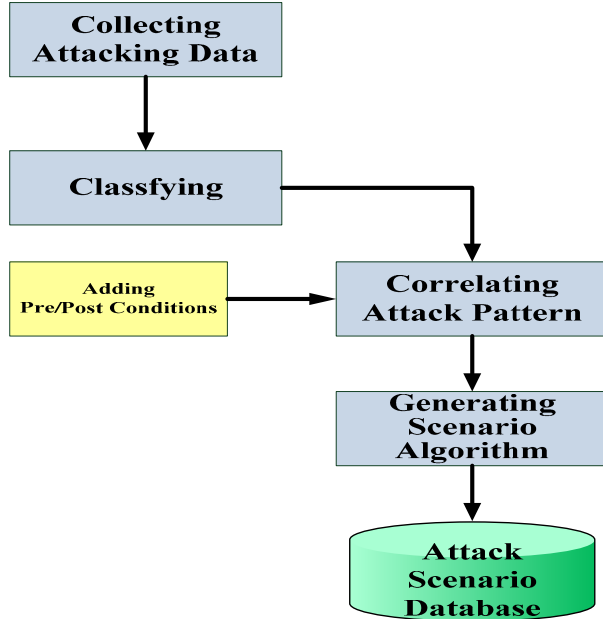 Collecting
Attacking Data
Classfying
Adding
Pre/Post Conditions
Correlating
Attack Pattern
Generating
Scenario
Algorithm
Attack
Scenario
Database